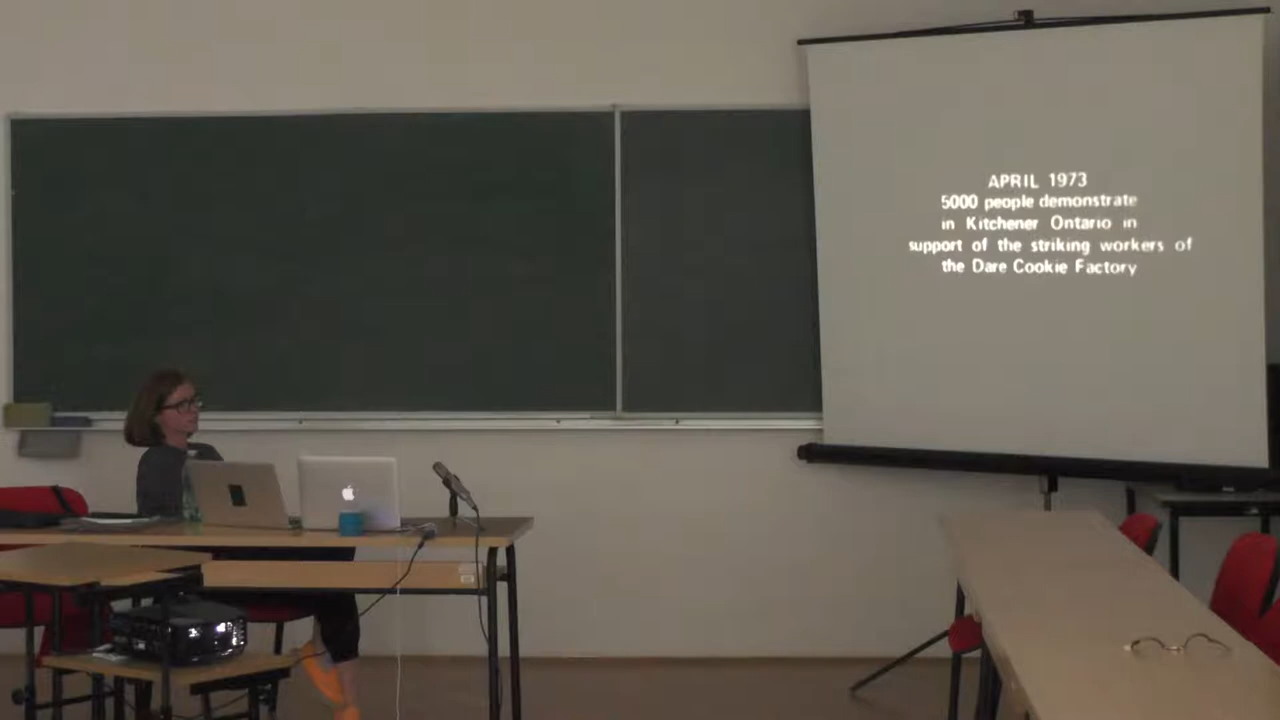 APRIL 1973
5000 people demonstrate
in Kitchener Ontario in
support of the striking workers of
the Dare Cookie Factory